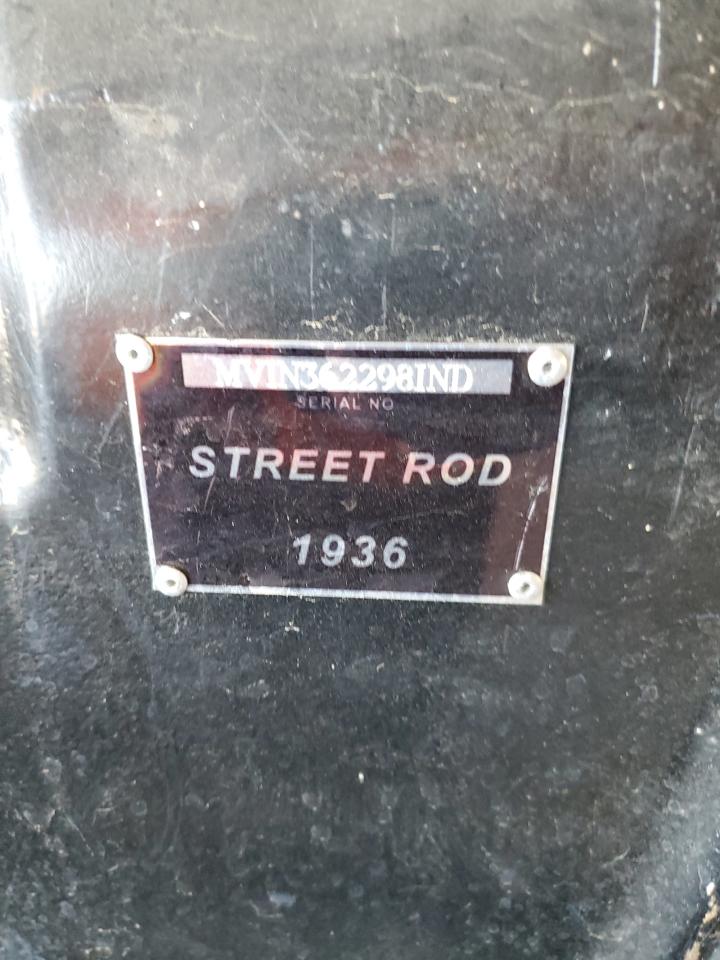 MVIN362298IND
SERIAL NO
STREET ROD
1936